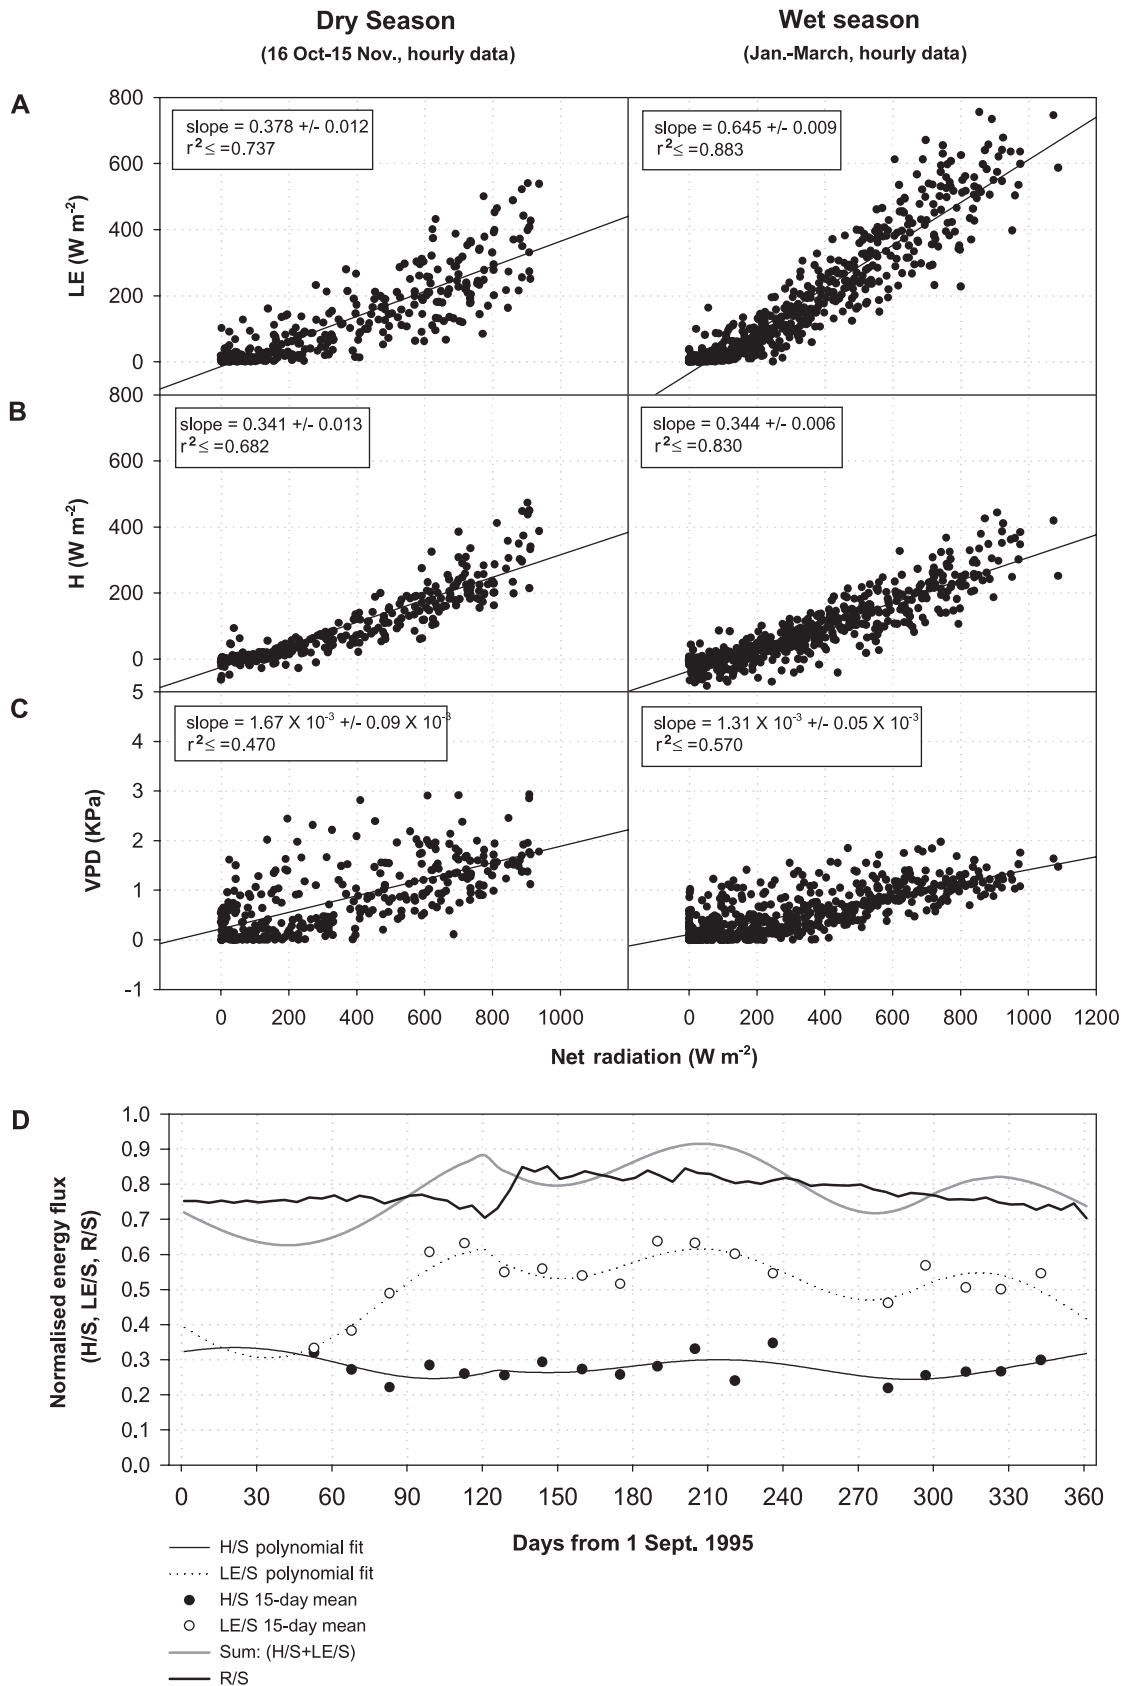 Dry Season
(16 Oct-15 Nov., hourly data)
Wet season
(Jan.-March, hourly data)
A
800
600
400
200
0
LE (W m⁻²)
slope = 0.378 +/- 0.012
r²≤ =0.737
slope = 0.645 +/- 0.009
r²≤ =0.883
B
800
600
400
200
0
H (W m⁻²)
slope = 0.341 +/- 0.013
r²≤ =0.682
slope = 0.344 +/- 0.006
r²≤ =0.830
C
5
4
3
2
1
0
-1
VPD (KPa)
slope = 1.67 X 10⁻³ +/- 0.09 X 10⁻³
r²≤ =0.470
slope = 1.31 X 10⁻³ +/- 0.05 X 10⁻³
r²≤ =0.570
0 200 400 600 800 1000
0 200 400 600 800 1000 1200
Net radiation (W m⁻²)
D
1.0
0.9
0.8
0.7
0.6
0.5
0.4
0.3
0.2
0.1
0.0
Normalised energy flux
(H/S, LE/S, R/S)
0 30 60 90 120 150 180 210 240 270 300 330 360
Days from 1 Sept. 1995
H/S polynomial fit
LE/S polynomial fit
H/S 15-day mean
LE/S 15-day mean
Sum: (H/S+LE/S)
R/S